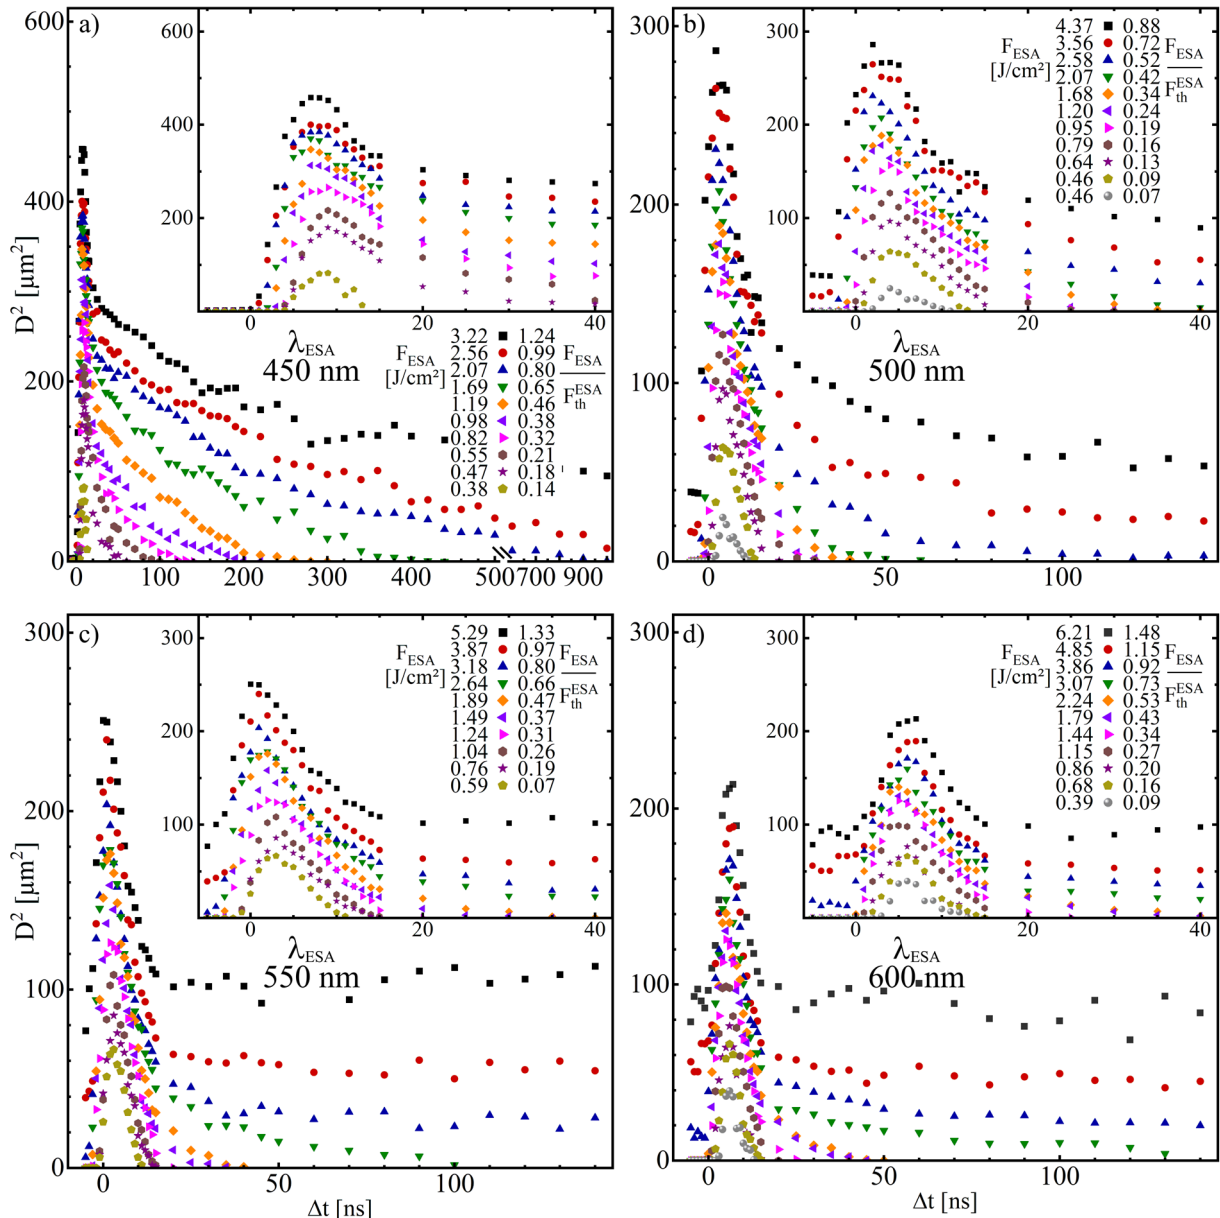 a)
600
400
200
0
D² [µm²]
600
400
200
0
20
40
λESA
450 nm
FESA
[J/cm²]
FESA
FthESA
3.22 1.24
2.56 0.99
2.07 0.80
1.69 0.65
1.19 0.46
0.98 0.38
0.82 0.32
0.55 0.21
0.47 0.18
0.38 0.14
0 100 200 300 400 500 700 900
b)
300
200
100
0
300
200
100
0
20
40
λESA
500 nm
FESA
[J/cm²]
FESA
FthESA
4.37 0.88
3.56 0.72
2.58 0.52
2.07 0.42
1.68 0.34
1.20 0.24
0.95 0.19
0.79 0.16
0.64 0.13
0.46 0.09
0.46 0.07
0 50 100
c)
300
200
100
0
D² [µm²]
300
200
100
0
20
40
λESA
550 nm
FESA
[J/cm²]
FESA
FthESA
5.29 1.33
3.87 0.97
3.18 0.80
2.64 0.66
1.89 0.47
1.49 0.37
1.24 0.31
1.04 0.26
0.76 0.19
0.59 0.07
0 50 100
Δt [ns]
d)
300
200
100
0
300
200
100
0
20
40
λESA
600 nm
FESA
[J/cm²]
FESA
FthESA
6.21 1.48
4.85 1.15
3.86 0.92
3.07 0.73
2.24 0.53
1.79 0.43
1.44 0.34
1.15 0.27
0.86 0.20
0.68 0.16
0.39 0.09
0 50 100
Δt [ns]